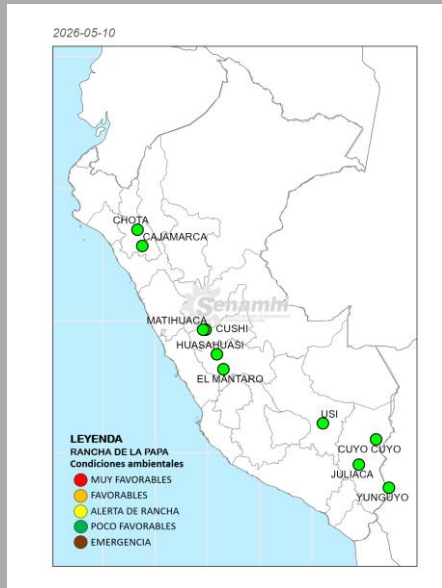 2026-05-10
CHOTA
CAJAMARCA
Senamhi
MATIHUACA
CUSHI
HUASAHUASI
EL MANTARO
USI
CUYO CUYO
JULIACA
YUNGUYO
LEYENDA
RANCHA DE LA PAPA
Condiciones ambientales
MUY FAVORABLES
FAVORABLES
ALERTA DE RANCHA
POCO FAVORABLES
EMERGENCIA